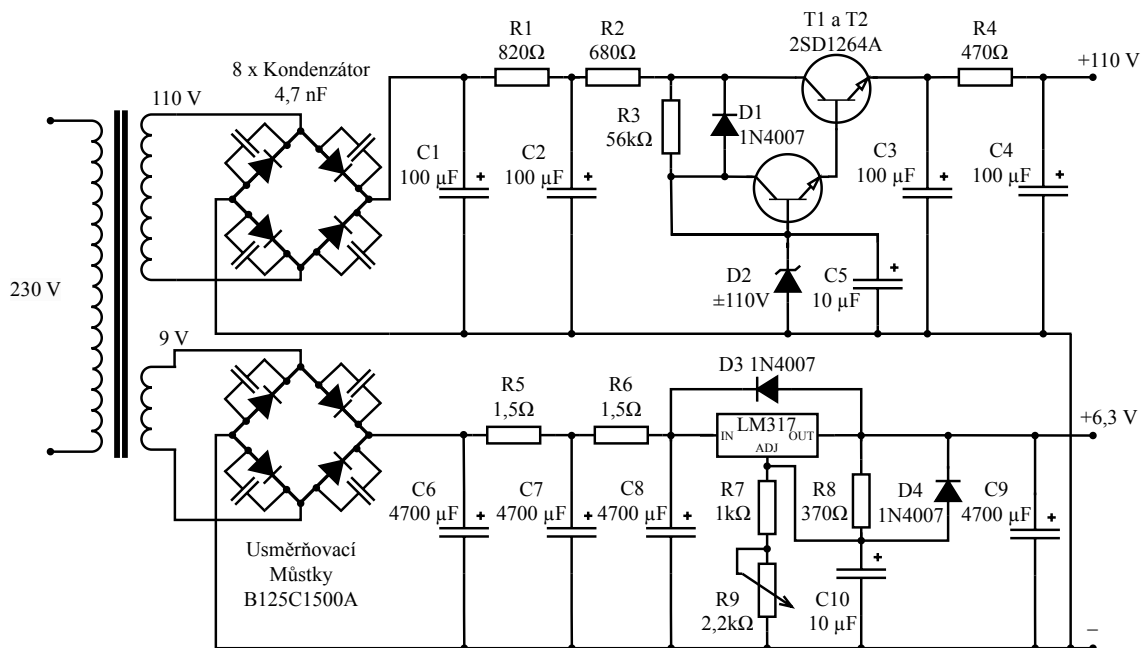 T1 a T2
2SD1264A
R1
820Ω
R2
680Ω
R4
470Ω
+110 V
8 x Kondenzátor
4,7 nF
110 V
R3
56kΩ
D1
1N4007
C1
100 µF
+
C2
100 µF
+
C3
100 µF
+
C4
100 µF
+
230 V
D2
±110V
C5
10 µF
+
9 V
D3 1N4007
R5
1,5Ω
R6
1,5Ω
LM317
IN
OUT
ADJ
+6,3 V
C6
4700 µF
+
C7
4700 µF
+
C8
4700 µF
+
R7
1kΩ
R8
370Ω
D4
1N4007
C9
4700 µF
+
Usměrňovací
Můstky
B125C1500A
R9
2,2kΩ
C10
10 µF
+
–